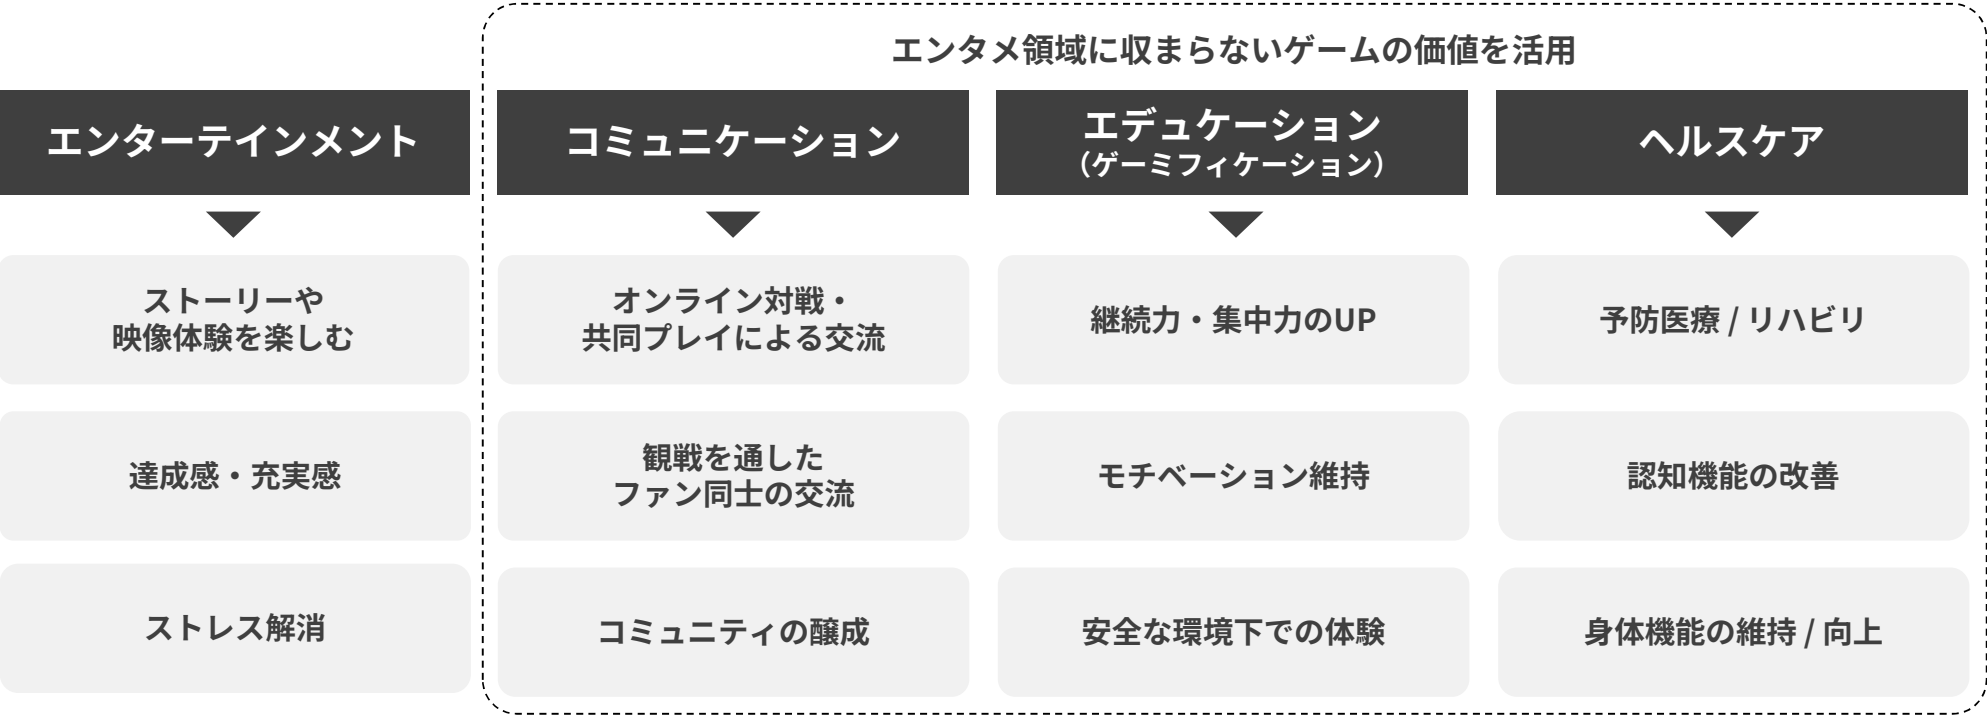 エンタメ領域に収まらないゲームの価値を活用
エンターテインメント
ストーリーや
映像体験を楽しむ
達成感・充実感
ストレス解消
コミュニケーション
オンライン対戦・
共同プレイによる交流
観戦を通した
ファン同士の交流
コミュニティの醸成
エデュケーション
（ゲーミフィケーション）
継続力・集中力のUP
モチベーション維持
安全な環境下での体験
ヘルスケア
予防医療 / リハビリ
認知機能の改善
身体機能の維持 / 向上